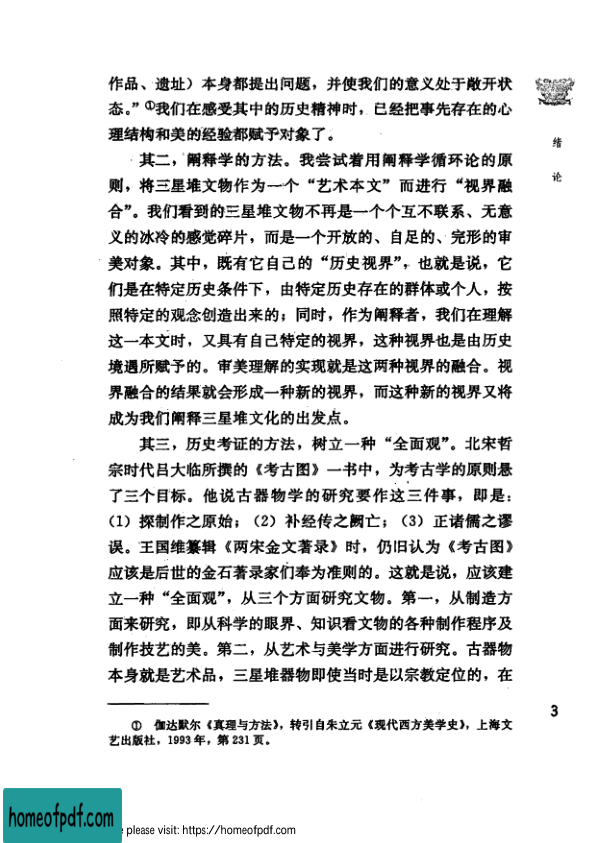 作品、遗址）本身都提出问题，并使我们的意义处于敞开状
态。”①我们在感受其中的历史精神时，已经把事先存在的心
理结构和美的经验都赋予对象了。
其二，阐释学的方法。我尝试着用阐释学循环论的原
则，将三星堆文物作为一个“艺术本文”而进行“视界融
合”。我们看到的三星堆文物不再是一个个互不联系、无意
义的冰冷的感觉碎片，而是一个开放的、自足的、完形的审
美对象。其中，既有它自己的“历史视界”，也就是说，它
们是在特定历史条件下，由特定历史存在的群体或个人，按
照特定的观念创造出来的；同时，作为阐释者，我们在理解
这一本文时，又具有自己特定的视界，这种视界也是由历史
境遇所赋予的。审美理解的实现就是这两种视界的融合。视
界融合的结果就会形成一种新的视界，而这种新的视界又将
成为我们阐释三星堆文化的出发点。
其三，历史考证的方法，树立一种“全面观”。北宋哲
宗时代吕大临所撰的《考古图》一书中，为考古学的原则悬
了三个目标。他说古器物学的研究要作这三件事，即是：
（1）探制作之原始；（2）补经传之阙亡；（3）正诸儒之谬
误。王国维纂辑《两宋金文著录》时，仍旧认为《考古图》
应该是后世的金石著录家们奉为准则的。这就是说，应该建
立一种“全面观”，从三个方面研究文物。第一，从制造方
面来研究，即从科学的眼界、知识看文物的各种制作程序及
制作技艺的美。第二，从艺术与美学方面进行研究。古器物
本身就是艺术品，三星堆器物即使当时是以宗教定位的，在
① 伽达默尔《真理与方法》，转引自朱立元《现代西方美学史》，上海文
艺出版社，1993年，第231页。
绪论
3
homeofpdf.com
please visit: https://homeofpdf.com